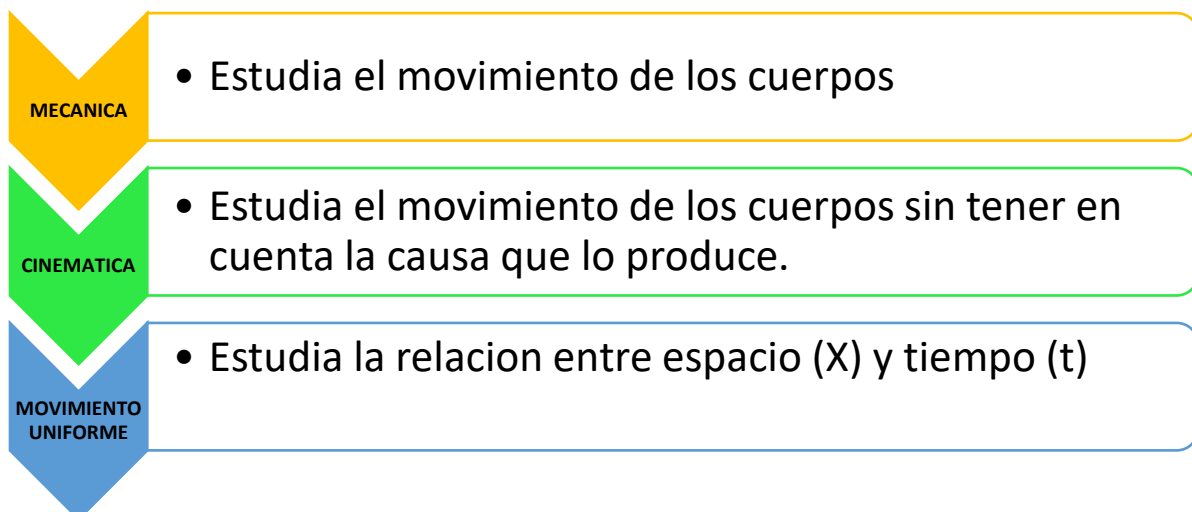 MECANICA
• Estudia el movimiento de los cuerpos
CINEMATICA
• Estudia el movimiento de los cuerpos sin tener en
cuenta la causa que lo produce.
MOVIMIENTO
UNIFORME
• Estudia la relacion entre espacio (X) y tiempo (t)